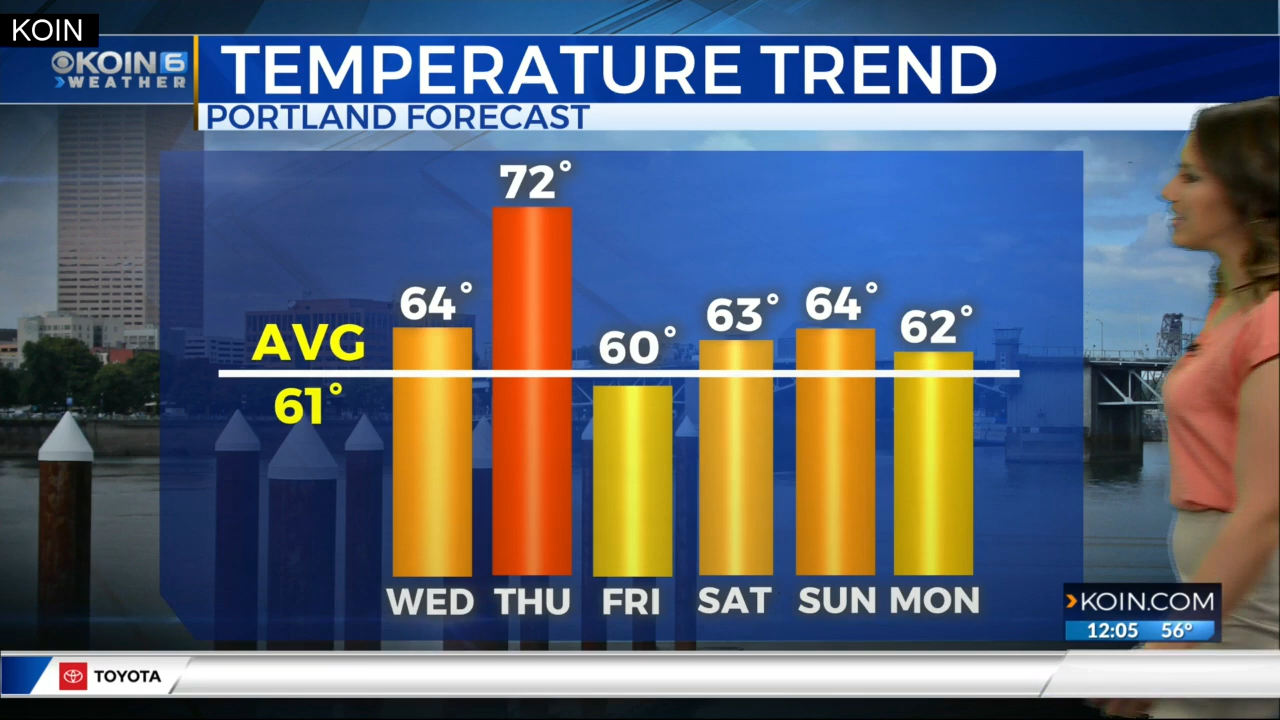 KOIN
KOIN 6
WEATHER
TEMPERATURE TREND
PORTLAND FORECAST
72°
64°
60°
63°
64°
62°
AVG
61°
WED THU FRI SAT SUN MON
KOIN.COM
12:05 56°
TOYOTA